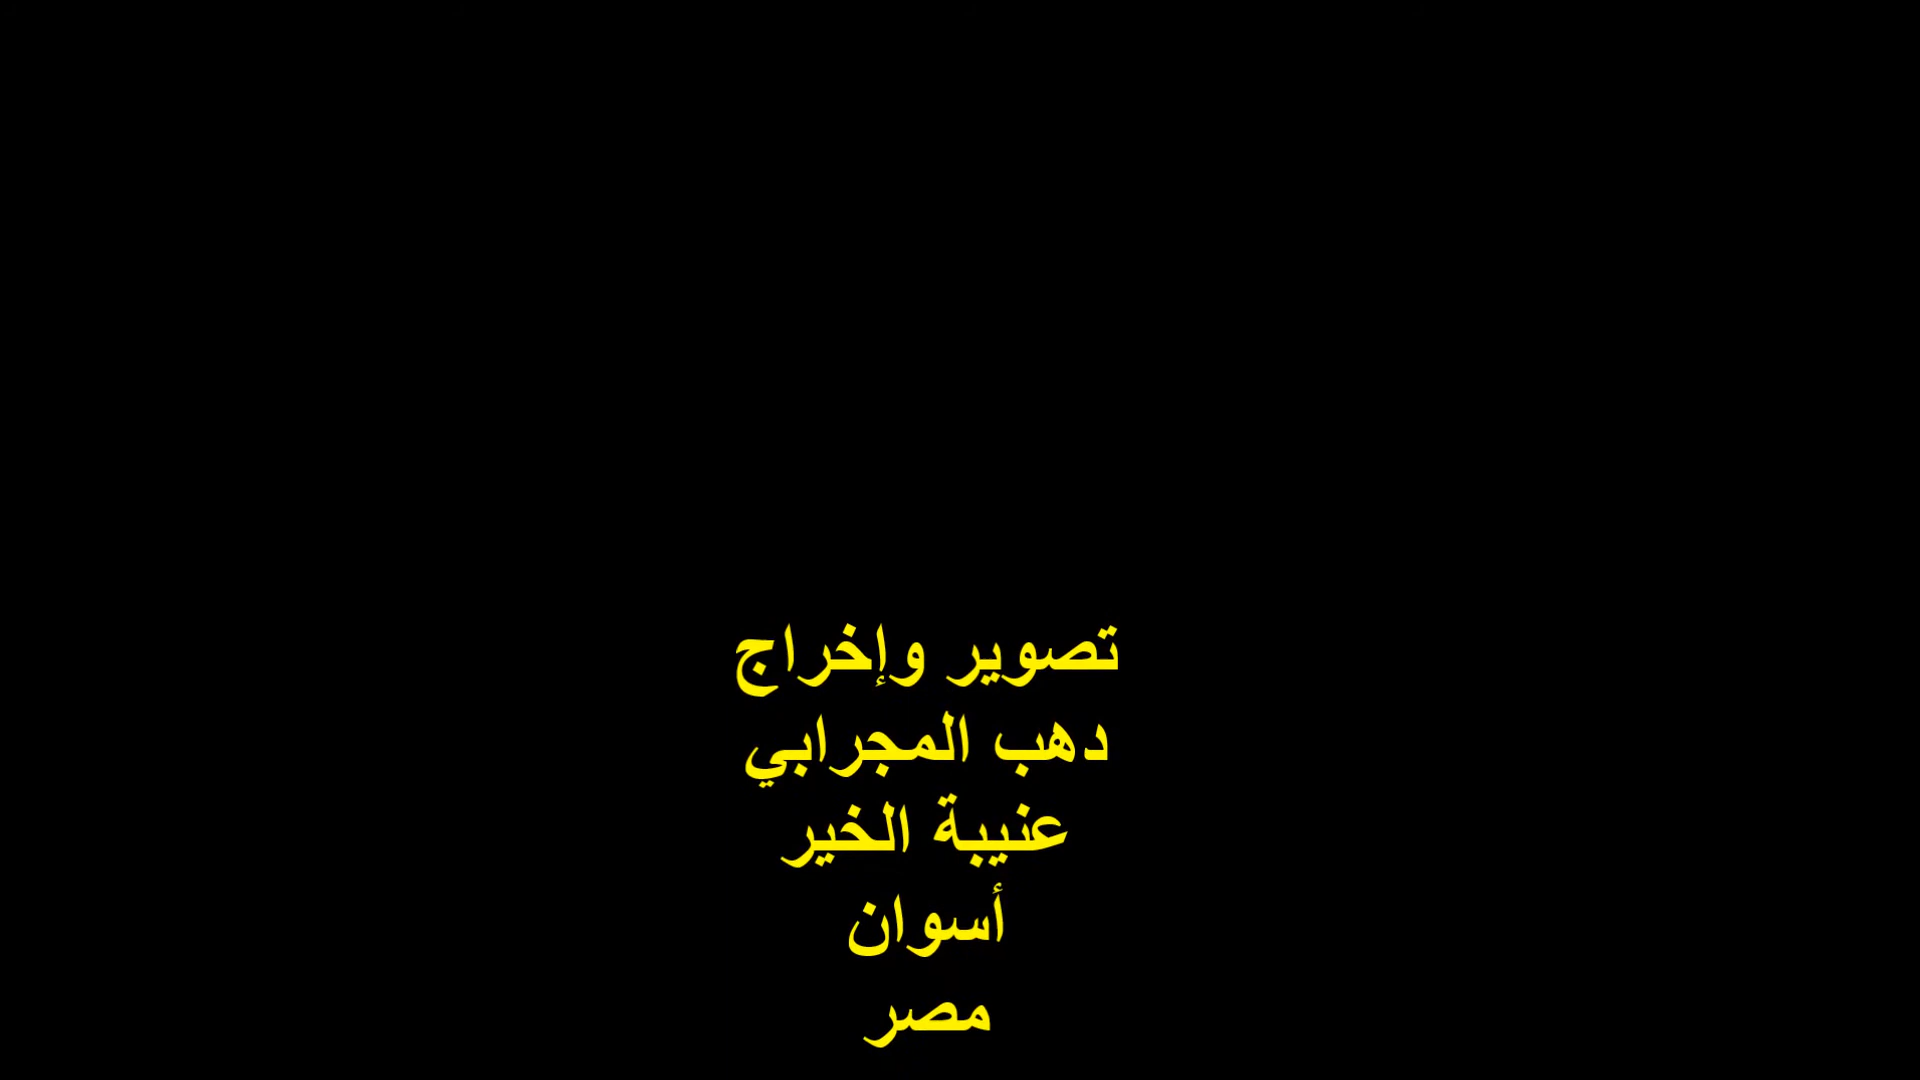 تصوير وإخراج
دهب المجرابي
عنيبة الخير
أسوان
مصر